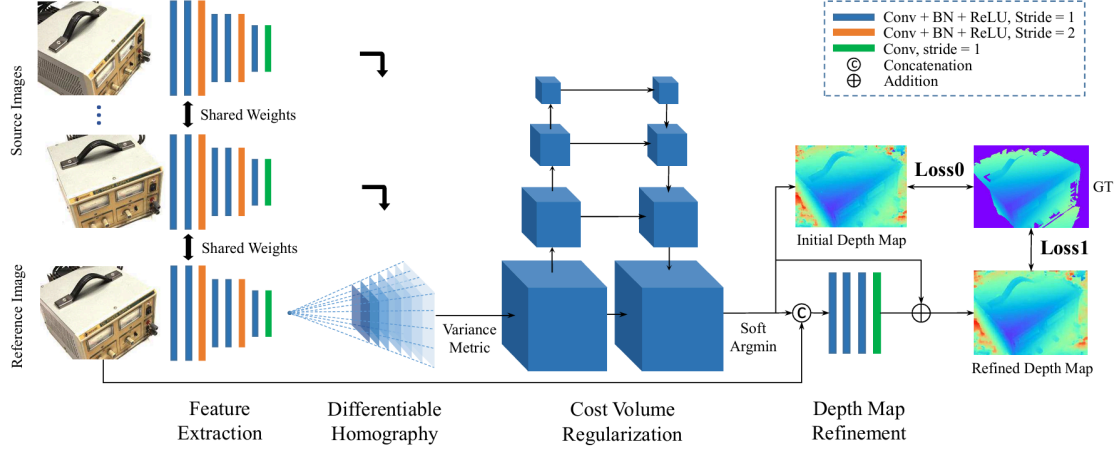 Source Images
Reference Image
Shared Weights
Shared Weights
Conv + BN + ReLU, Stride = 1
Conv + BN + ReLU, Stride = 2
Conv, stride = 1
C Concatenation
Addition
Loss0
GT
Initial Depth Map
Loss1
Variance
Metric
Soft
Argmin
C
Refined Depth Map
Feature
Extraction
Differentiable
Homography
Cost Volume
Regularization
Depth Map
Refinement